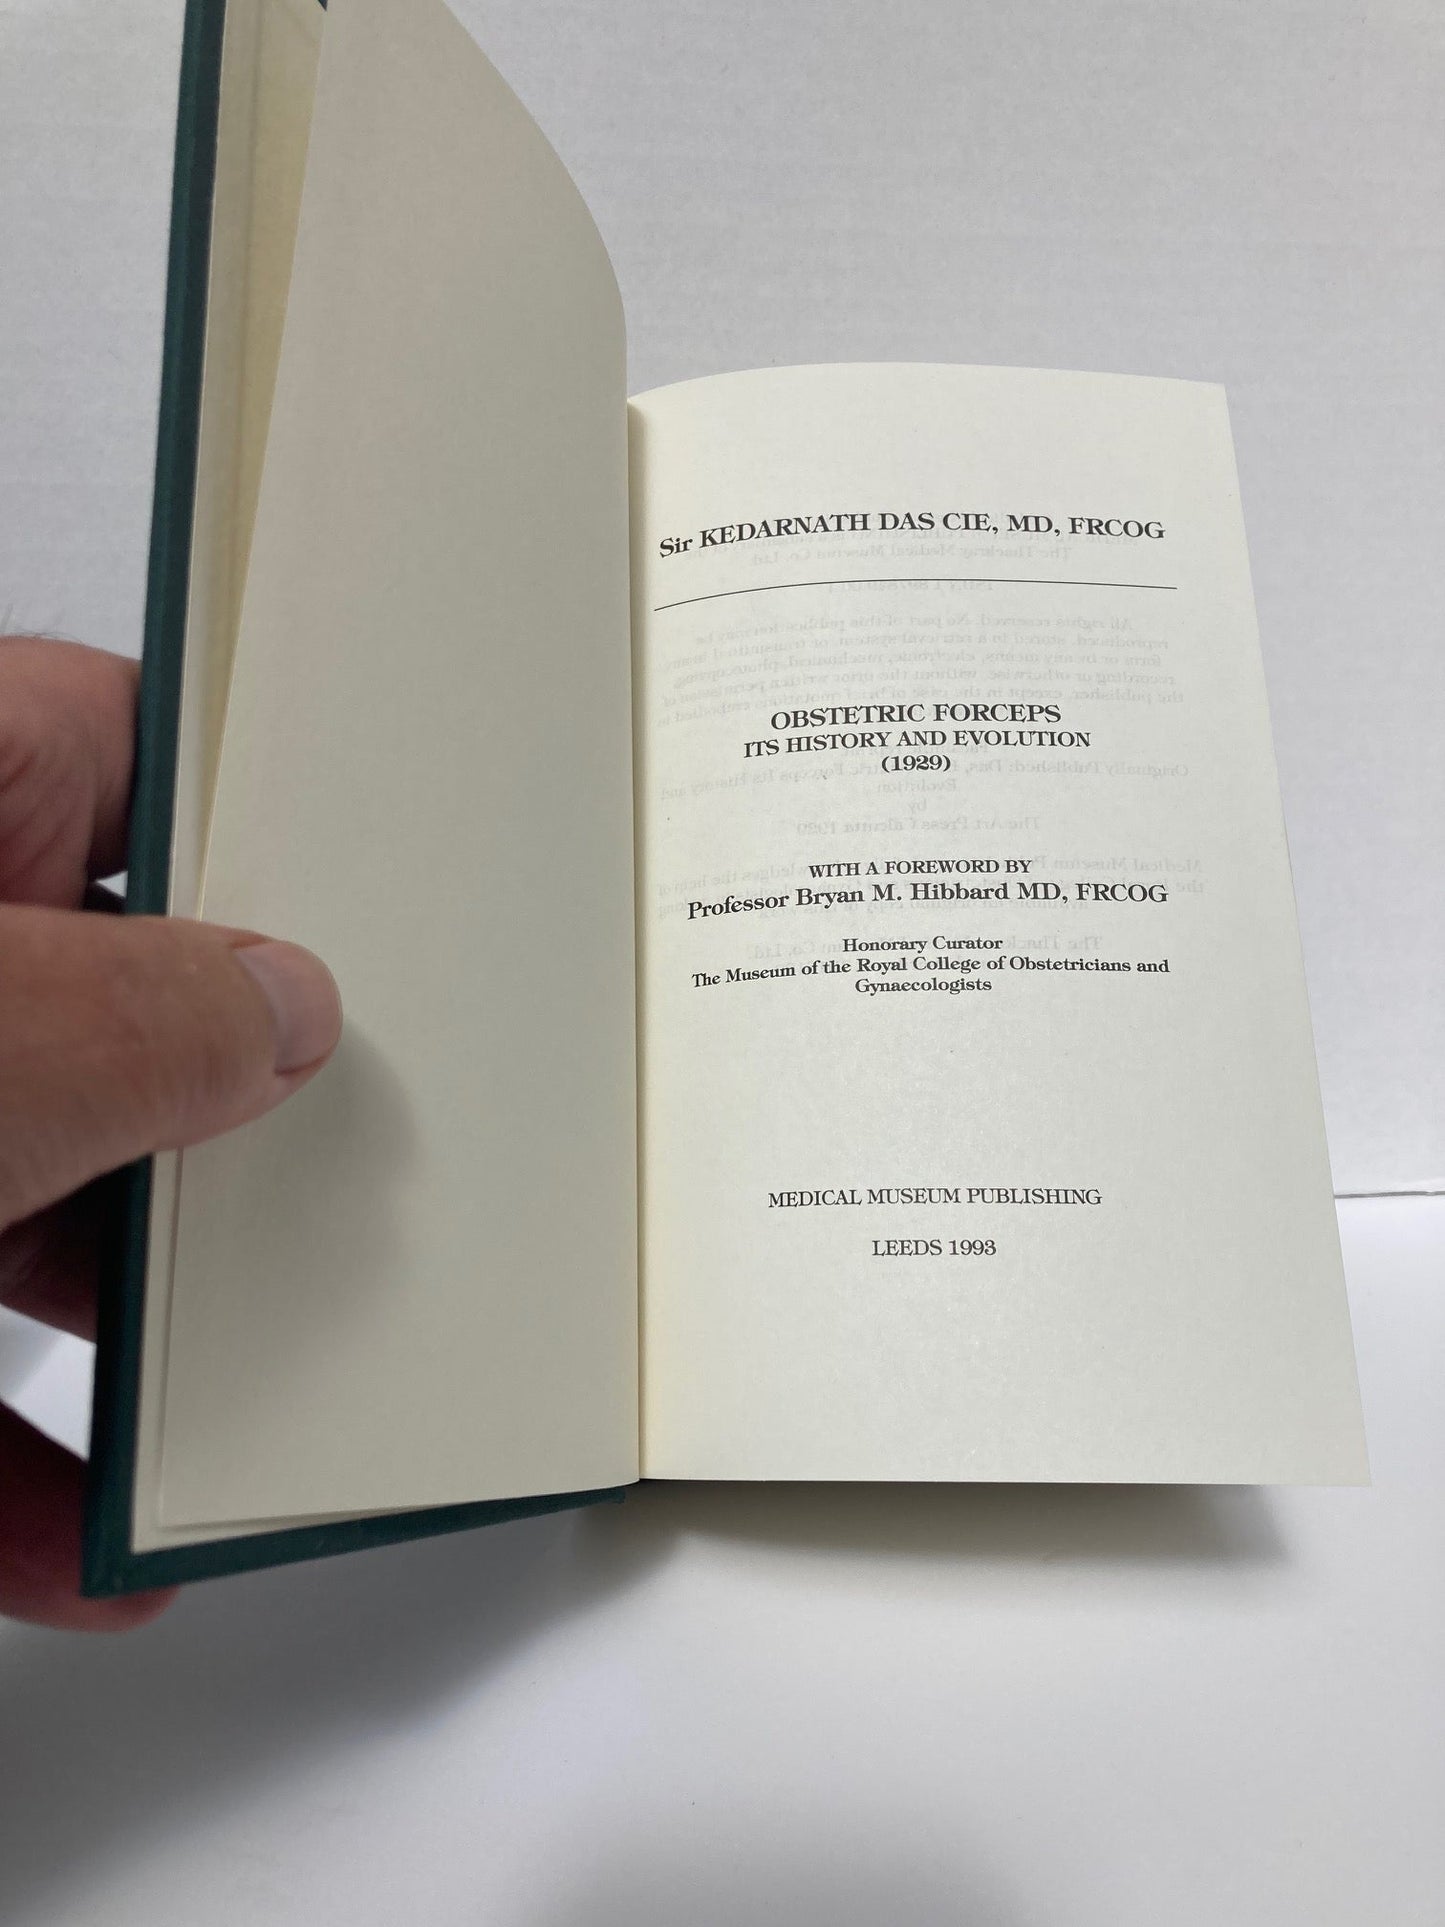 Sir KEDARNATH DAS CIE, MD, FRCOG
OBSTETRIC FORCEPS
ITS HISTORY AND EVOLUTION
(1929)
WITH A FOREWORD BY
Professor Bryan M. Hibbard MD, FRCOG
Honorary Curator
The Museum of the Royal College of Obstetricians and
Gynaecologists
MEDICAL MUSEUM PUBLISHING
LEEDS 1993